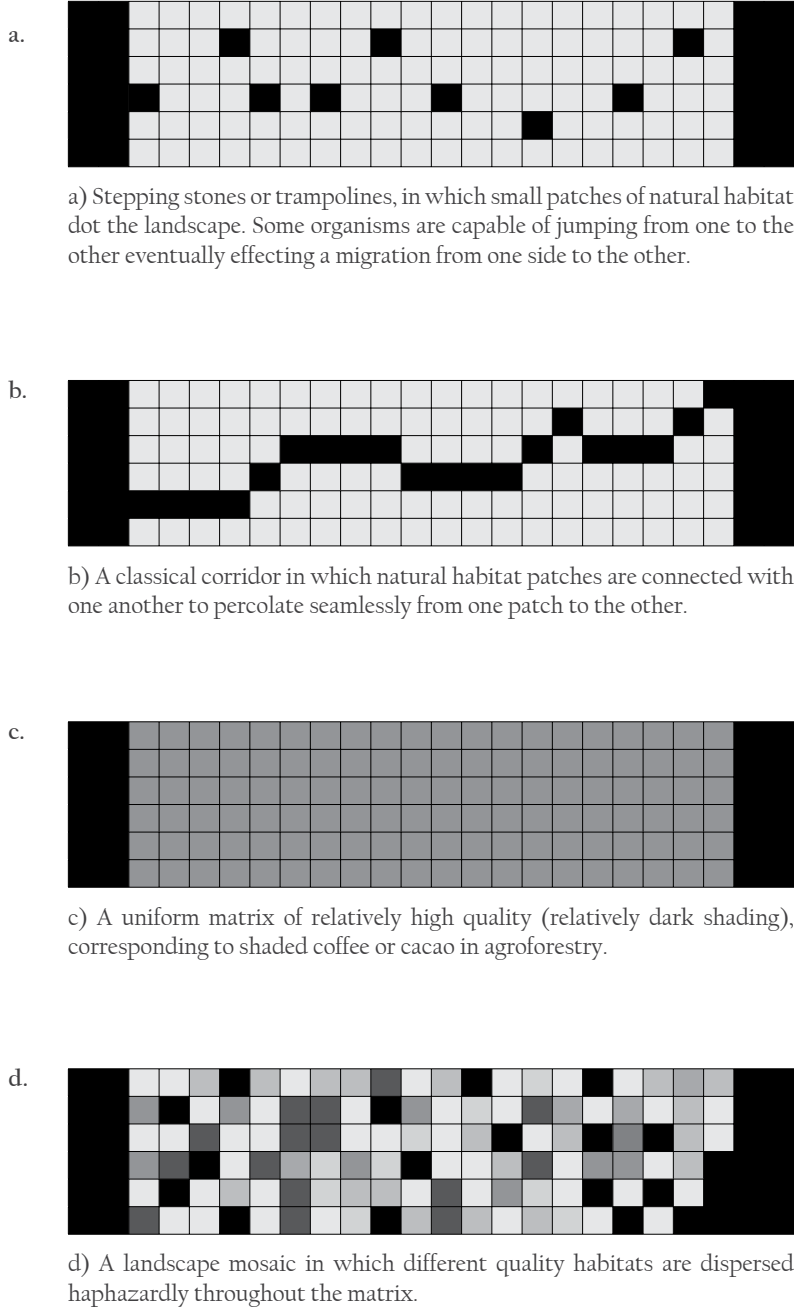 a.
a) Stepping stones or trampolines, in which small patches of natural habitat
dot the landscape. Some organisms are capable of jumping from one to the
other eventually effecting a migration from one side to the other.
b.
b) A classical corridor in which natural habitat patches are connected with
one another to percolate seamlessly from one patch to the other.
c.
c) A uniform matrix of relatively high quality (relatively dark shading),
corresponding to shaded coffee or cacao in agroforestry.
d.
d) A landscape mosaic in which different quality habitats are dispersed
haphazardly throughout the matrix.